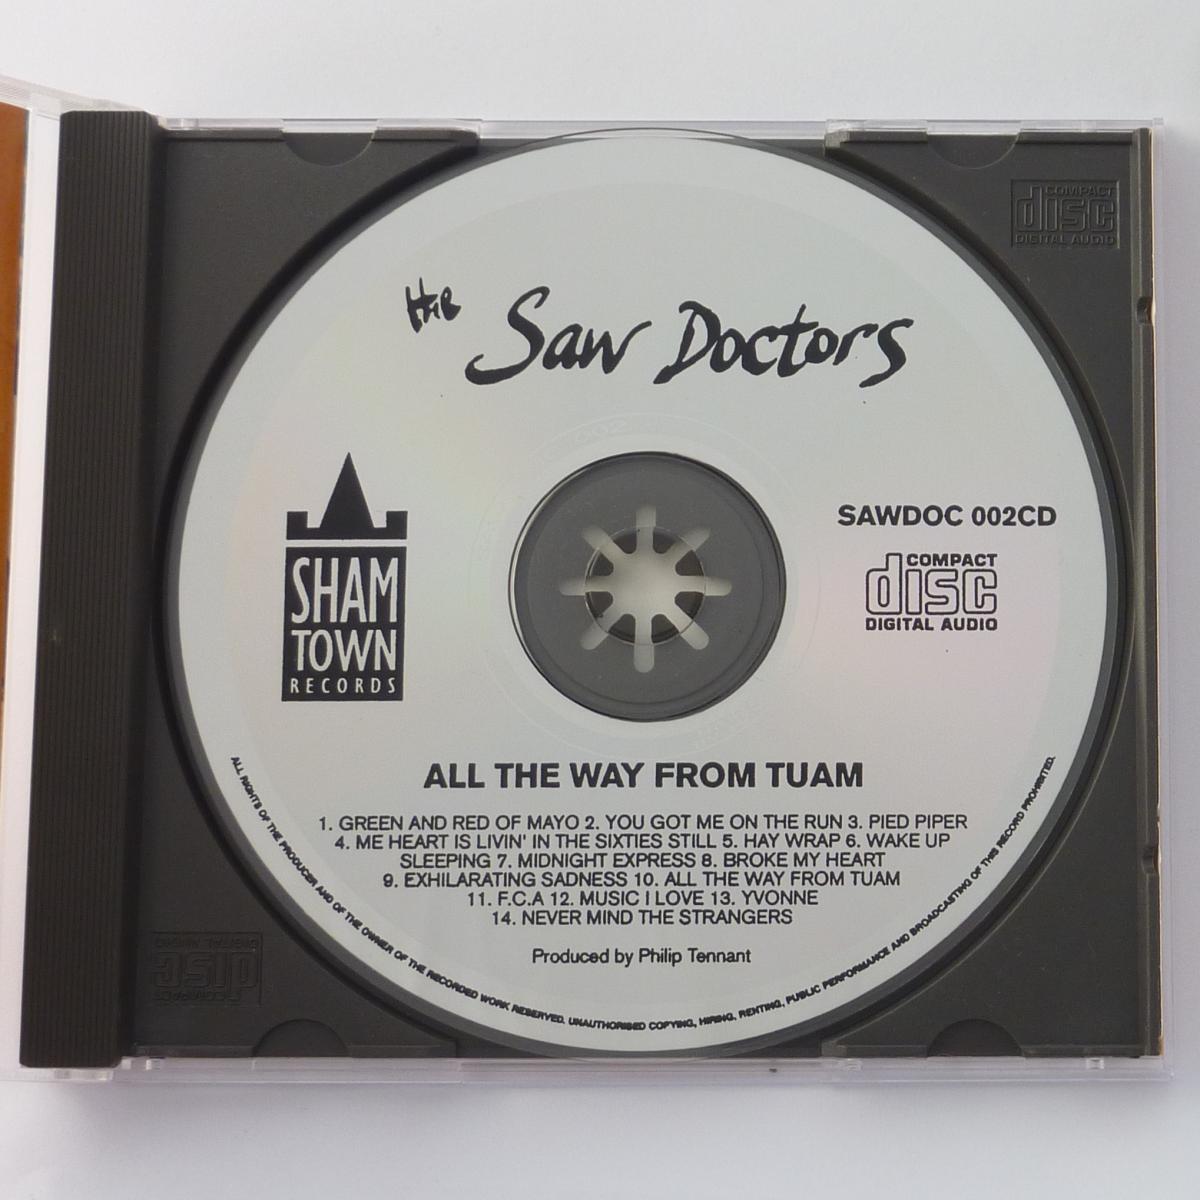 COMPACT
disc
DIGITAL AUDIO
the Saw Doctors
SHAM
TOWN
RECORDS
SAWDOC 002CD
COMPACT
disc
DIGITAL AUDIO
ALL THE WAY FROM TUAM
1. GREEN AND RED OF MAYO 2. YOU GOT ME ON THE RUN 3. PIED PIPER
4. ME HEART IS LIVIN' IN THE SIXTIES STILL 5. HAY WRAP 6. WAKE UP
SLEEPING 7. MIDNIGHT EXPRESS 8. BROKE MY HEART
9. EXHILARATING SADNESS 10. ALL THE WAY FROM TUAM
11. F.C.A 12. MUSIC I LOVE 13. YVONNE
14. NEVER MIND THE STRANGERS
Produced by Philip Tennant
ALL RIGHTS OF THE PRODUCER AND OF THE OWNER OF THE RECORDED WORK RESERVED. UNAUTHORISED COPYING, HIRING, RENTING, PUBLIC PERFORMANCE AND BROADCASTING OF THIS RECORD PROHIBITED.
COMPACT
disc
DIGITAL AUDIO